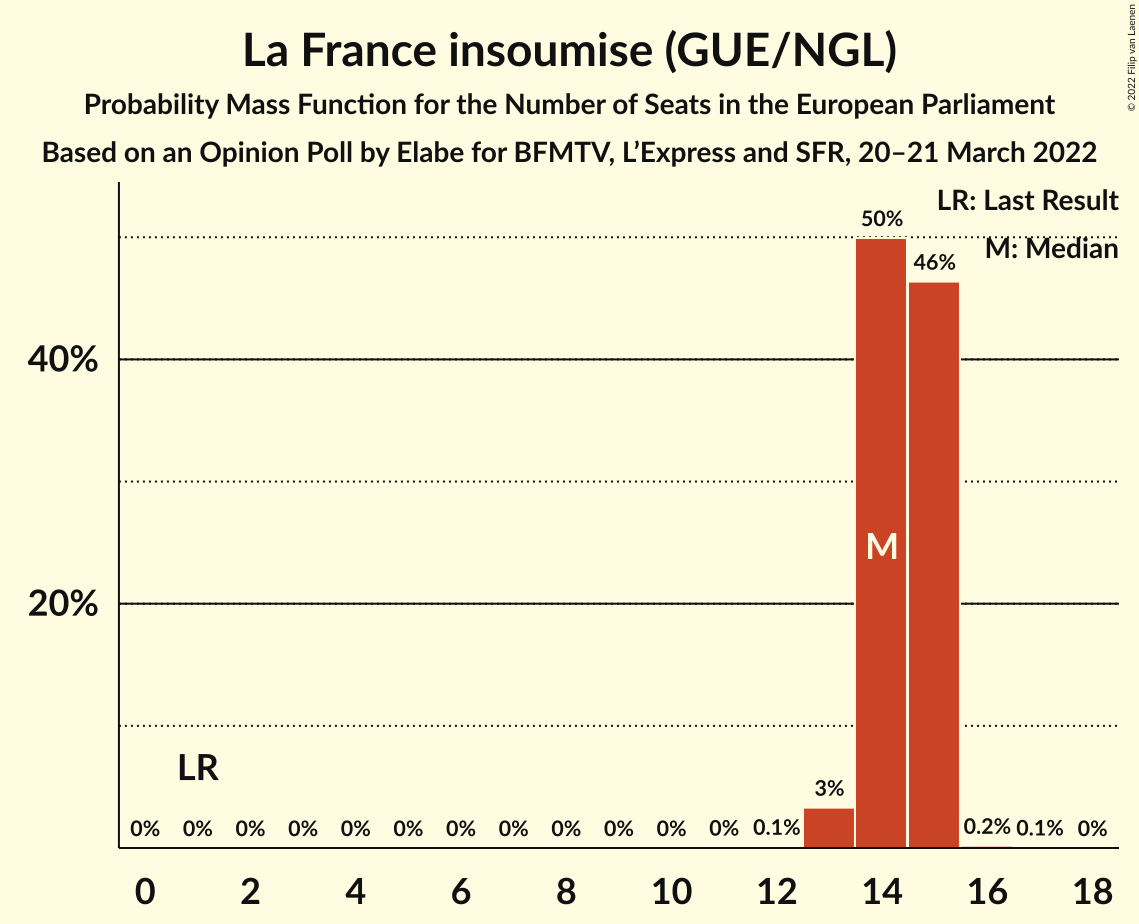 La France insoumise (GUE/NGL)
Probability Mass Function for the Number of Seats in the European Parliament
Based on an Opinion Poll by Elabe for BFMTV, L’Express and SFR, 20–21 March 2022
© 2022 Filip van Laenen
LR: Last Result
M: Median
50%
46%
40%
M
20%
LR
3%
0% 0% 0% 0% 0% 0% 0% 0% 0% 0% 0% 0% 0.1% 0.2% 0.1% 0%
0 2 4 6 8 10 12 14 16 18